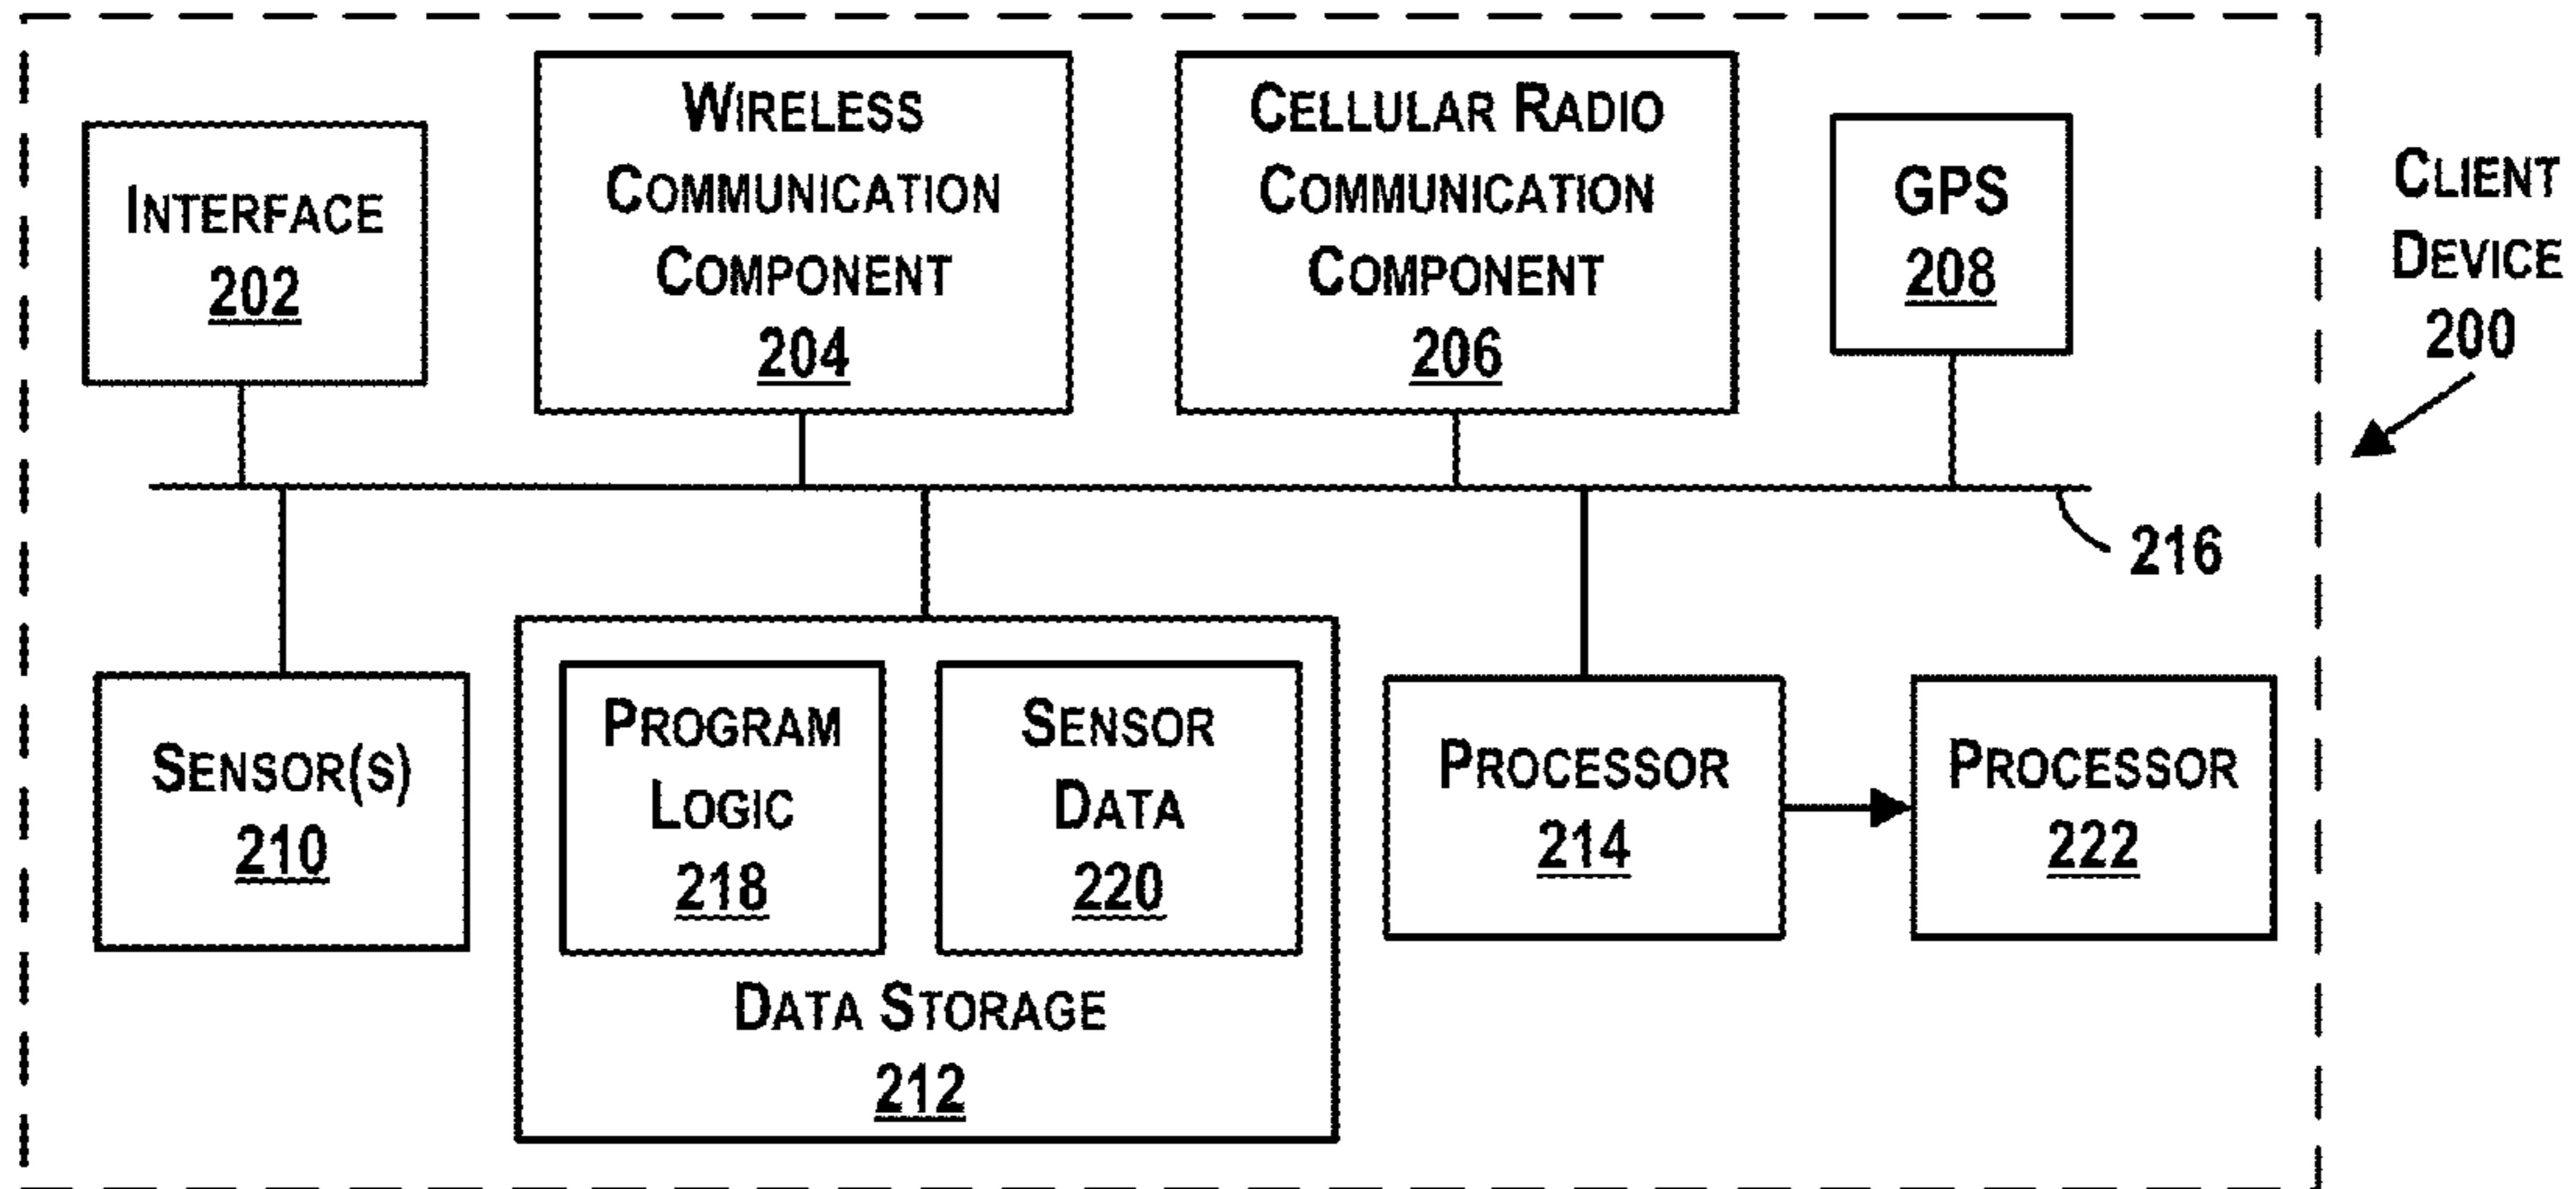 INTERFACE
202
WIRELESS
COMMUNICATION
COMPONENT
204
CELLULAR RADIO
COMMUNICATION
COMPONENT
206
GPS
208
CLIENT
DEVICE
200
216
SENSOR(S)
210
PROGRAM
LOGIC
218
SENSOR
DATA
220
DATA STORAGE
212
PROCESSOR
214
PROCESSOR
222